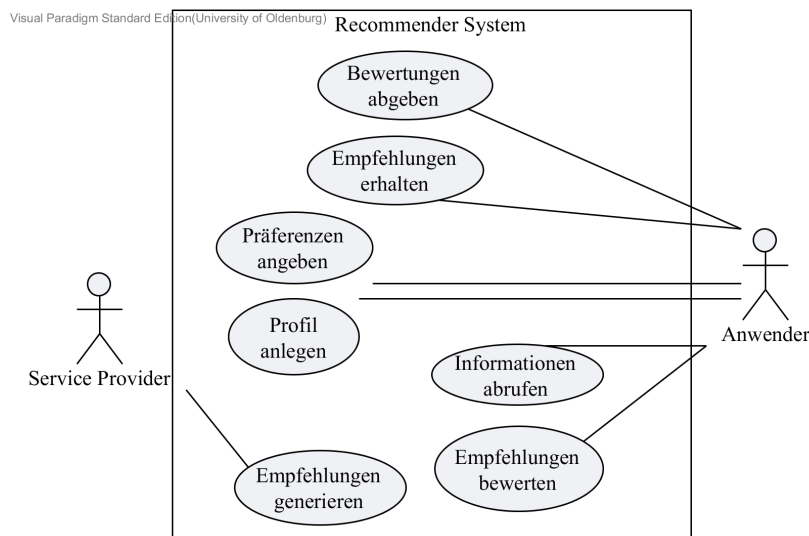 Visual Paradigm Standard Edition(University of Oldenburg)
Recommender System
Bewertungen
abgeben
Empfehlungen
erhalten
Präferenzen
angeben
Profil
anlegen
Anwender
Informationen
abrufen
Service Provider
Empfehlungen
bewerten
Empfehlungen
generieren